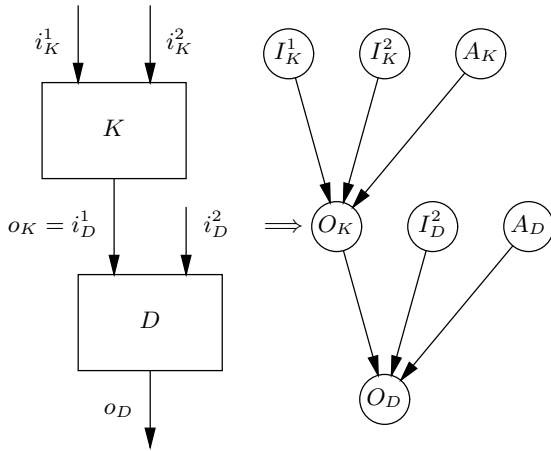 i_K^1 i_K^2 I_K^1 I_K^2 A_K
K
o_K = i_D^1 i_D^2 ⟹ O_K I_D^2 A_D
D
o_D O_D